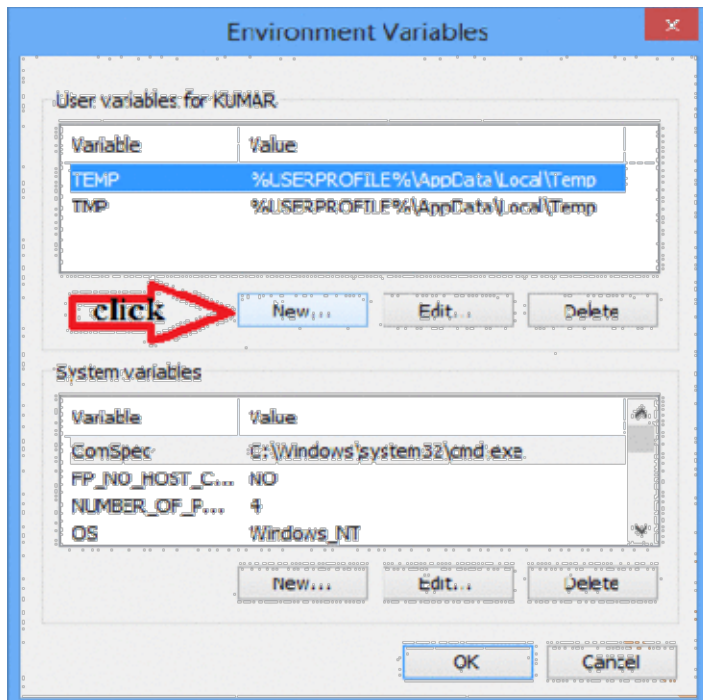 Environment Variables
User variables for KUMAR
Variable Value
TEMP %USERPROFILE%\AppData\Local\Temp
TMP %USERPROFILE%\AppData\Local\Temp
click New... Edit... Delete
System variables
Variable Value
ComSpec C:\Windows\system32\cmd.exe
FP_NO_HOST_C... NO
NUMBER_OF_P... 4
OS Windows_NT
New... Edit... Delete
OK Cancel